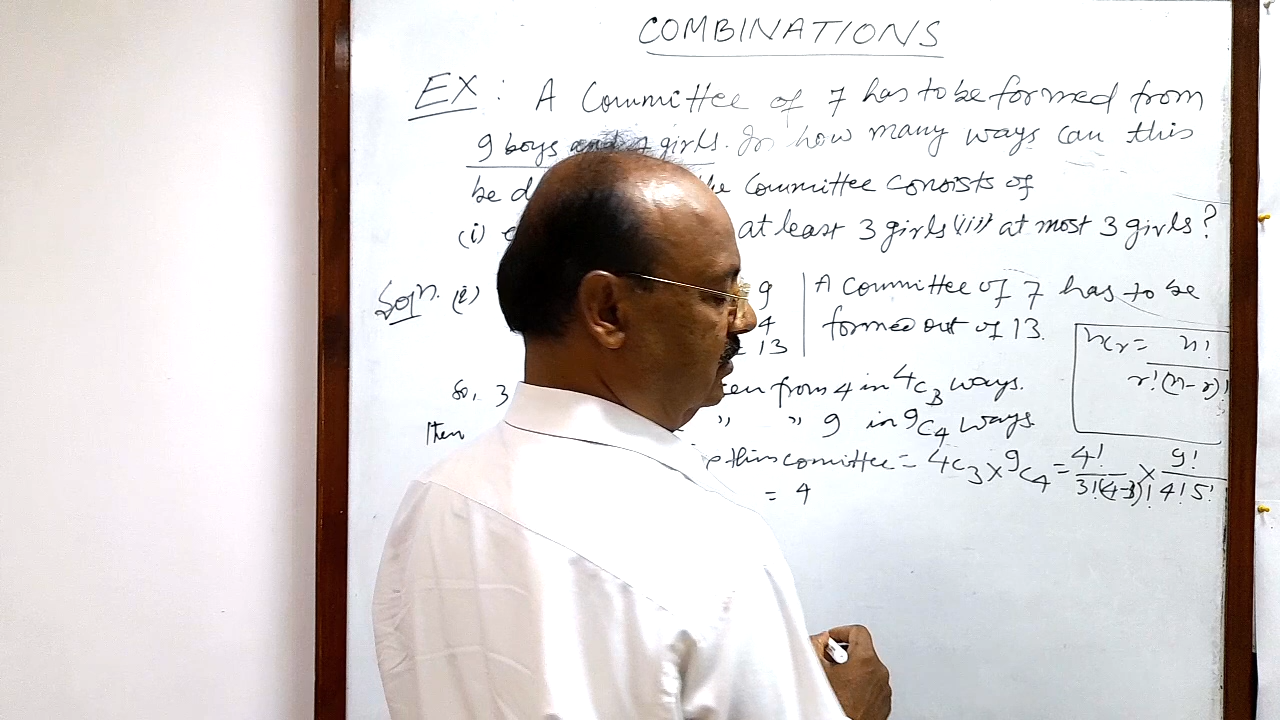 COMBINATIONS
EX : A Committee of 7 has to be formed from
9 boys and 4 girls. In how many ways can this
be Committee consists of
(i) at least 3 girls (iii) at most 3 girls?
Soln. (i) 9 A Committee of 7 has to be
4 formed out of 13.
13
nCr = n! / r!(n-r)!
so, 3 from 4 in 4C3 ways.
Then " " 9 in 9C4 ways
this comittee = 4C3 × 9C4 = 4! / 3!(4-3)! × 9! / 4! 5!
= 4